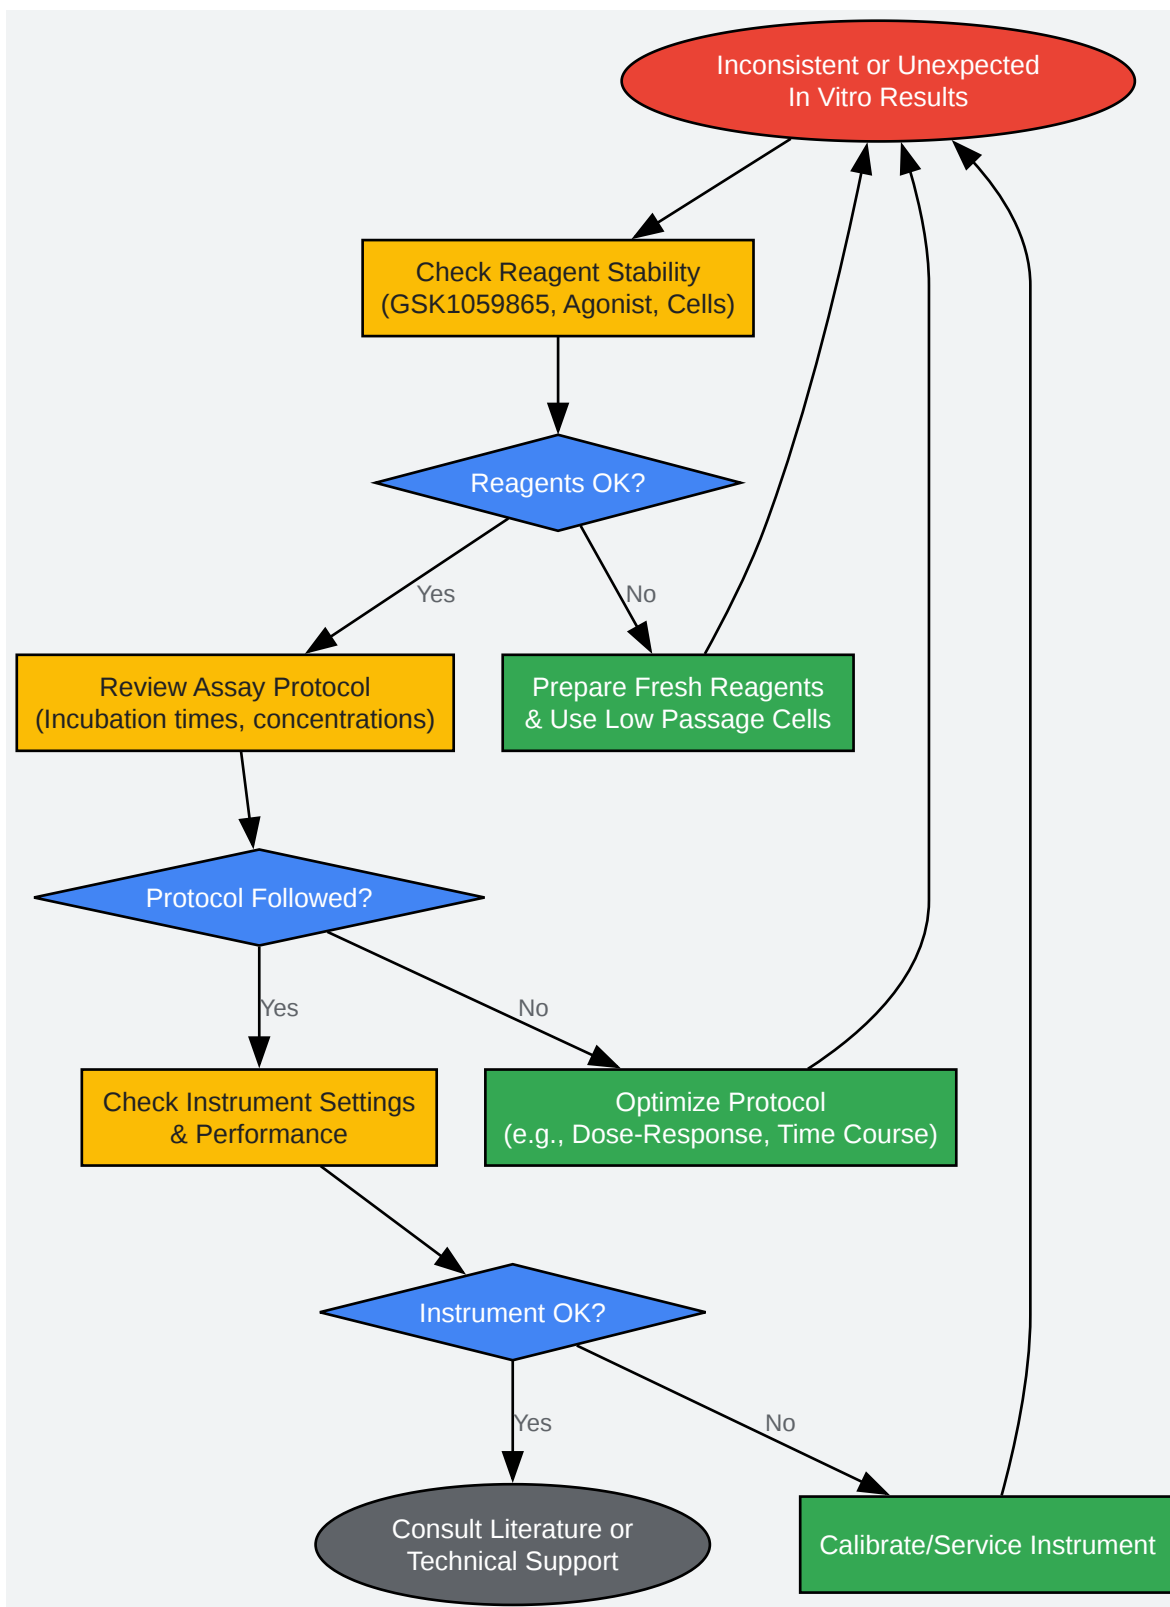 Inconsistent or Unexpected
In Vitro Results
Check Reagent Stability
(GSK1059865, Agonist, Cells)
Reagents OK?
Yes
No
Review Assay Protocol
(Incubation times, concentrations)
Prepare Fresh Reagents
& Use Low Passage Cells
Protocol Followed?
Yes
No
Check Instrument Settings
& Performance
Optimize Protocol
(e.g., Dose-Response, Time Course)
Instrument OK?
Yes
No
Consult Literature or
Technical Support
Calibrate/Service Instrument